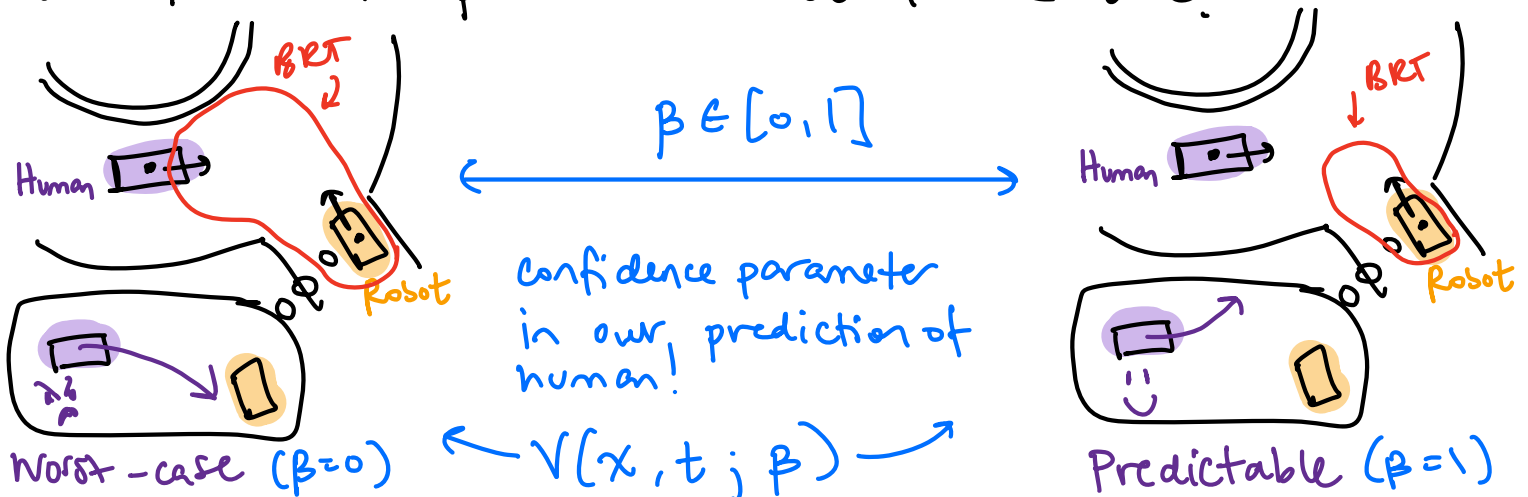 BRT
Human
Robot
Worst-case (β=0)
β ∈ [0,1]
confidence parameter
in our prediction of
human!
V(x, t ; β)
BRT
Human
Robot
Predictable (β=1)